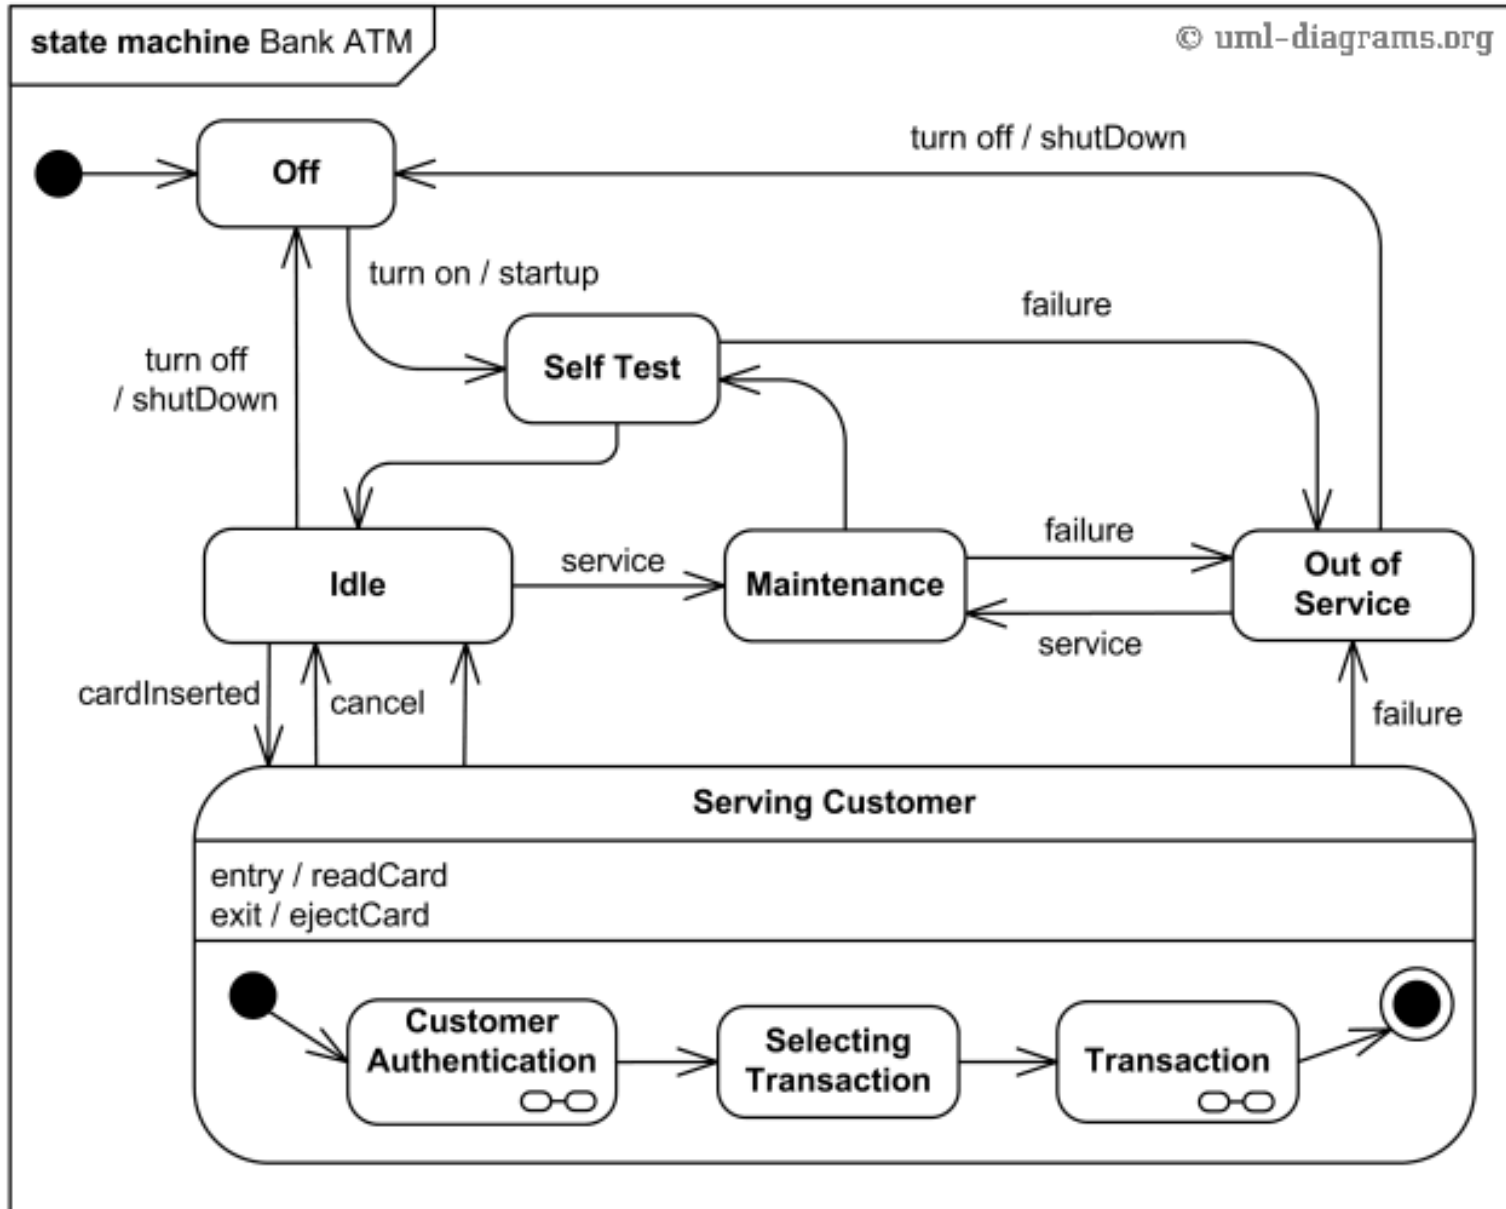 state machine Bank ATM
© uml-diagrams.org
turn off / shutDown
Off
turn on / startup
failure
turn off
/ shutDown
Self Test
failure
Idle
service
Maintenance
Out of
Service
service
cardInserted
cancel
failure
Serving Customer
entry / readCard
exit / ejectCard
Customer
Authentication
Selecting
Transaction
Transaction